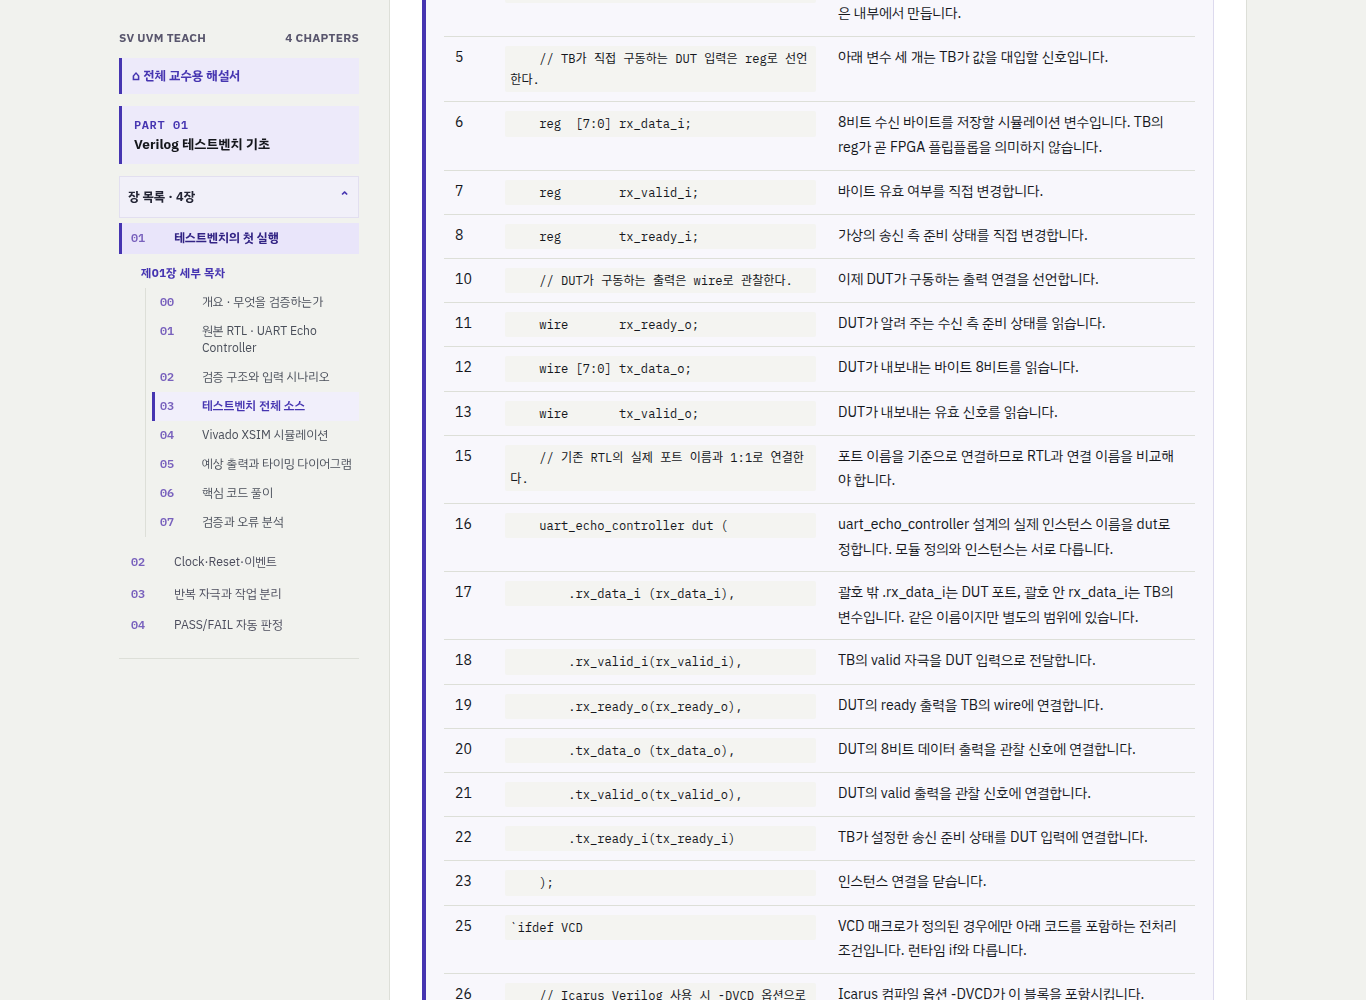 SV UVM TEACH 4 CHAPTERS
⌂ 전체 교수용 해설서
PART 01
Verilog 테스트벤치 기초
장 목록 · 4장
01 테스트벤치의 첫 실행
제01장 세부 목차
00 개요 · 무엇을 검증하는가
01 원본 RTL · UART Echo
Controller
02 검증 구조와 입력 시나리오
03 테스트벤치 전체 소스
04 Vivado XSIM 시뮬레이션
05 예상 출력과 타이밍 다이어그램
06 핵심 코드 풀이
07 검증과 오류 분석
02 Clock·Reset·이벤트
03 반복 자극과 작업 분리
04 PASS/FAIL 자동 판정
은 내부에서 만듭니다.
5 // TB가 직접 구동하는 DUT 입력은 reg로 선언
한다.
아래 변수 세 개는 TB가 값을 대입할 신호입니다.
6 reg  [7:0] rx_data_i;
8비트 수신 바이트를 저장할 시뮬레이션 변수입니다. TB의
reg가 곧 FPGA 플립플롭을 의미하지 않습니다.
7 reg        rx_valid_i; 바이트 유효 여부를 직접 변경합니다.
8 reg        tx_ready_i; 가상의 송신 측 준비 상태를 직접 변경합니다.
10 // DUT가 구동하는 출력은 wire로 관찰한다. 이제 DUT가 구동하는 출력 연결을 선언합니다.
11 wire       rx_ready_o; DUT가 알려 주는 수신 측 준비 상태를 읽습니다.
12 wire [7:0] tx_data_o; DUT가 내보내는 바이트 8비트를 읽습니다.
13 wire       tx_valid_o; DUT가 내보내는 유효 신호를 읽습니다.
15 // 기존 RTL의 실제 포트 이름과 1:1로 연결한
다.
포트 이름을 기준으로 연결하므로 RTL과 연결 이름을 비교해
야 합니다.
16 uart_echo_controller dut (
uart_echo_controller 설계의 실제 인스턴스 이름을 dut로
정합니다. 모듈 정의와 인스턴스는 서로 다릅니다.
17 .rx_data_i (rx_data_i),
괄호 밖 .rx_data_i는 DUT 포트, 괄호 안 rx_data_i는 TB의
변수입니다. 같은 이름이지만 별도의 범위에 있습니다.
18 .rx_valid_i(rx_valid_i), TB의 valid 자극을 DUT 입력으로 전달합니다.
19 .rx_ready_o(rx_ready_o), DUT의 ready 출력을 TB의 wire에 연결합니다.
20 .tx_data_o (tx_data_o), DUT의 8비트 데이터 출력을 관찰 신호에 연결합니다.
21 .tx_valid_o(tx_valid_o), DUT의 valid 출력을 관찰 신호에 연결합니다.
22 .tx_ready_i(tx_ready_i) TB가 설정한 송신 준비 상태를 DUT 입력에 연결합니다.
23 ); 인스턴스 연결을 닫습니다.
25 `ifdef VCD
VCD 매크로가 정의된 경우에만 아래 코드를 포함하는 전처리
조건입니다. 런타임 if와 다릅니다.
26 // Icarus Verilog 사용 시 -DVCD 옵션으로 Icarus 컴파일 옵션 -DVCD가 이 블록을 포함시킵니다.